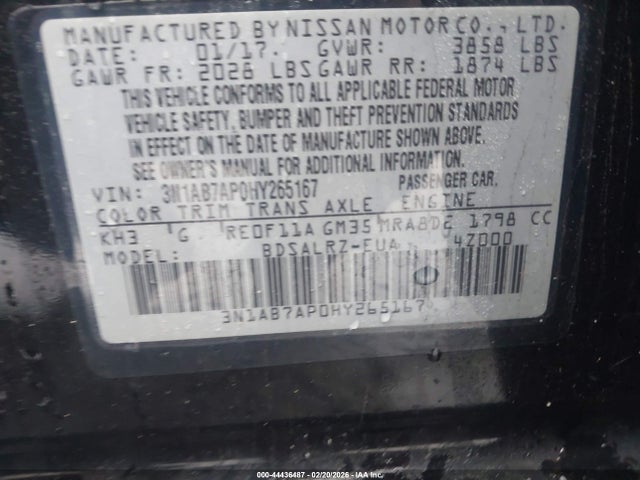 MANUFACTURED BY NISSAN MOTOR CO., LTD.
DATE: 01/17. GVWR: 3858 LBS
GAWR FR: 2028 LBS GAWR RR: 1874 LBS
THIS VEHICLE CONFORMS TO ALL APPLICABLE FEDERAL MOTOR
VEHICLE SAFETY, BUMPER AND THEFT PREVENTION STANDARDS
IN EFFECT ON THE DATE OF MANUFACTURE SHOWN ABOVE.
SEE OWNER'S MANUAL FOR ADDITIONAL INFORMATION.
VIN: 3N1AB7AP0HY265167 PASSENGER CAR.
COLOR TRIM TRANS AXLE ENGINE
KH3 G RE0F11A GM35 MRA8DE 1798 CC
MODEL: BDSALRZ-EUA 4Z000
3N1AB7AP0HY265167
000-44436487 - 02/20/2026 - IAA, Inc.